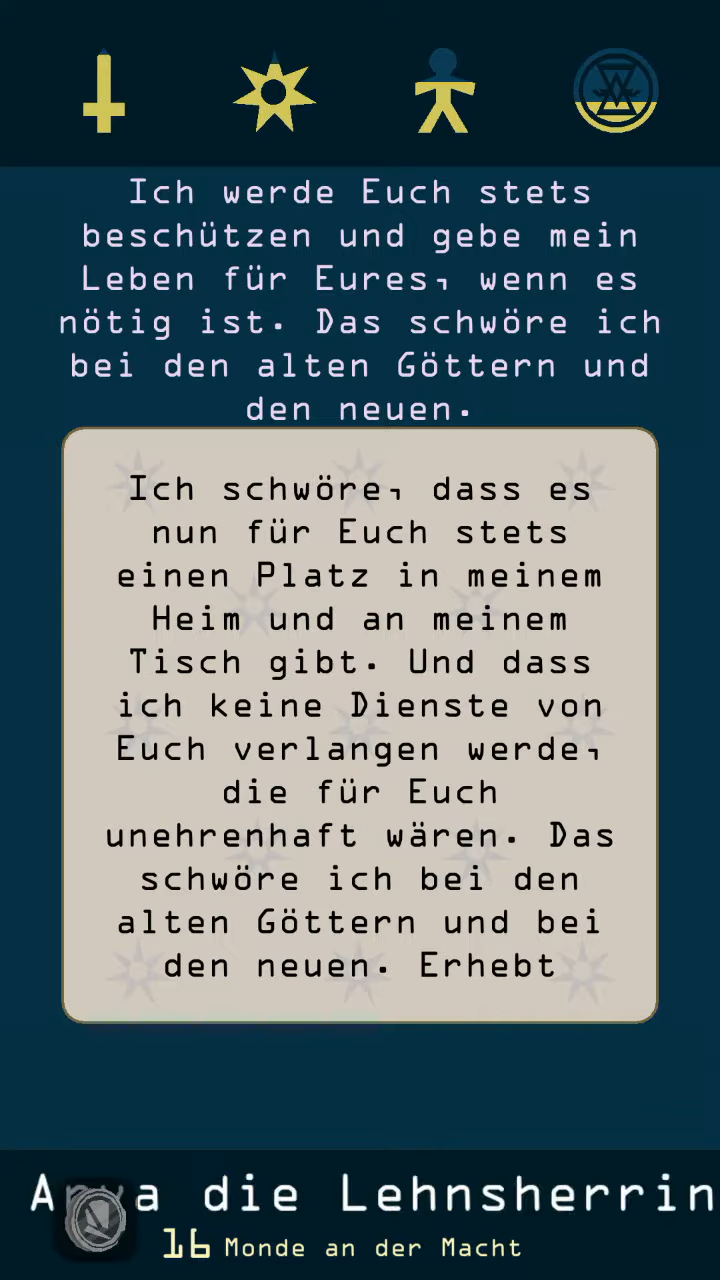 Ich werde Euch stets
beschützen und gebe mein
Leben für Eures, wenn es
nötig ist. Das schwöre ich
bei den alten Göttern und
den neuen.
Ich schwöre, dass es
nun für Euch stets
einen Platz in meinem
Heim und an meinem
Tisch gibt. Und dass
ich keine Dienste von
Euch verlangen werde,
die für Euch
unehrenhaft wären. Das
schwöre ich bei den
alten Göttern und bei
den neuen. Erhebt
die Lehnsherrin
16 Monde an der Macht